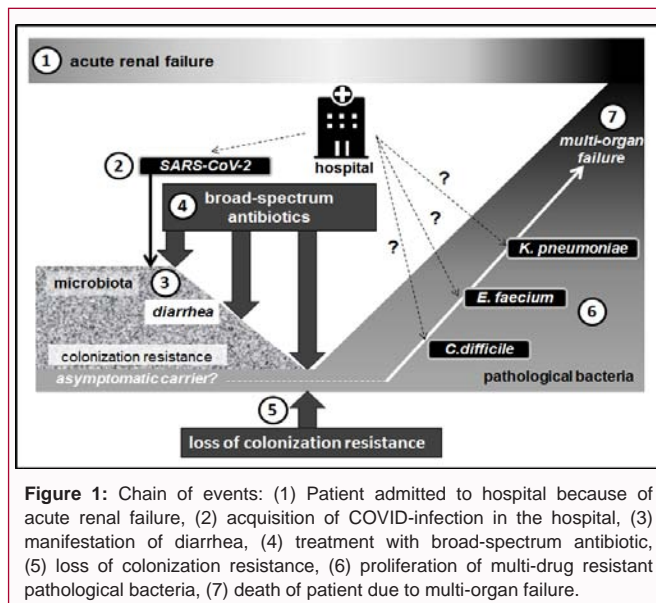 1 acute renal failure
hospital
2 SARS-CoV-2
4 broad-spectrum
antibiotics
7
multi-organ
failure
?
?
?
K. pneumoniae
E. faecium
6
C.difficile
pathological bacteria
microbiota
3
diarrhea
colonization resistance
asymptomatic carrier?
5
loss of colonization resistance
Figure 1: Chain of events: (1) Patient admitted to hospital because of
acute renal failure, (2) acquisition of COVID-infection in the hospital, (3)
manifestation of diarrhea, (4) treatment with broad-spectrum antibiotic,
(5) loss of colonization resistance, (6) proliferation of multi-drug resistant
pathological bacteria, (7) death of patient due to multi-organ failure.